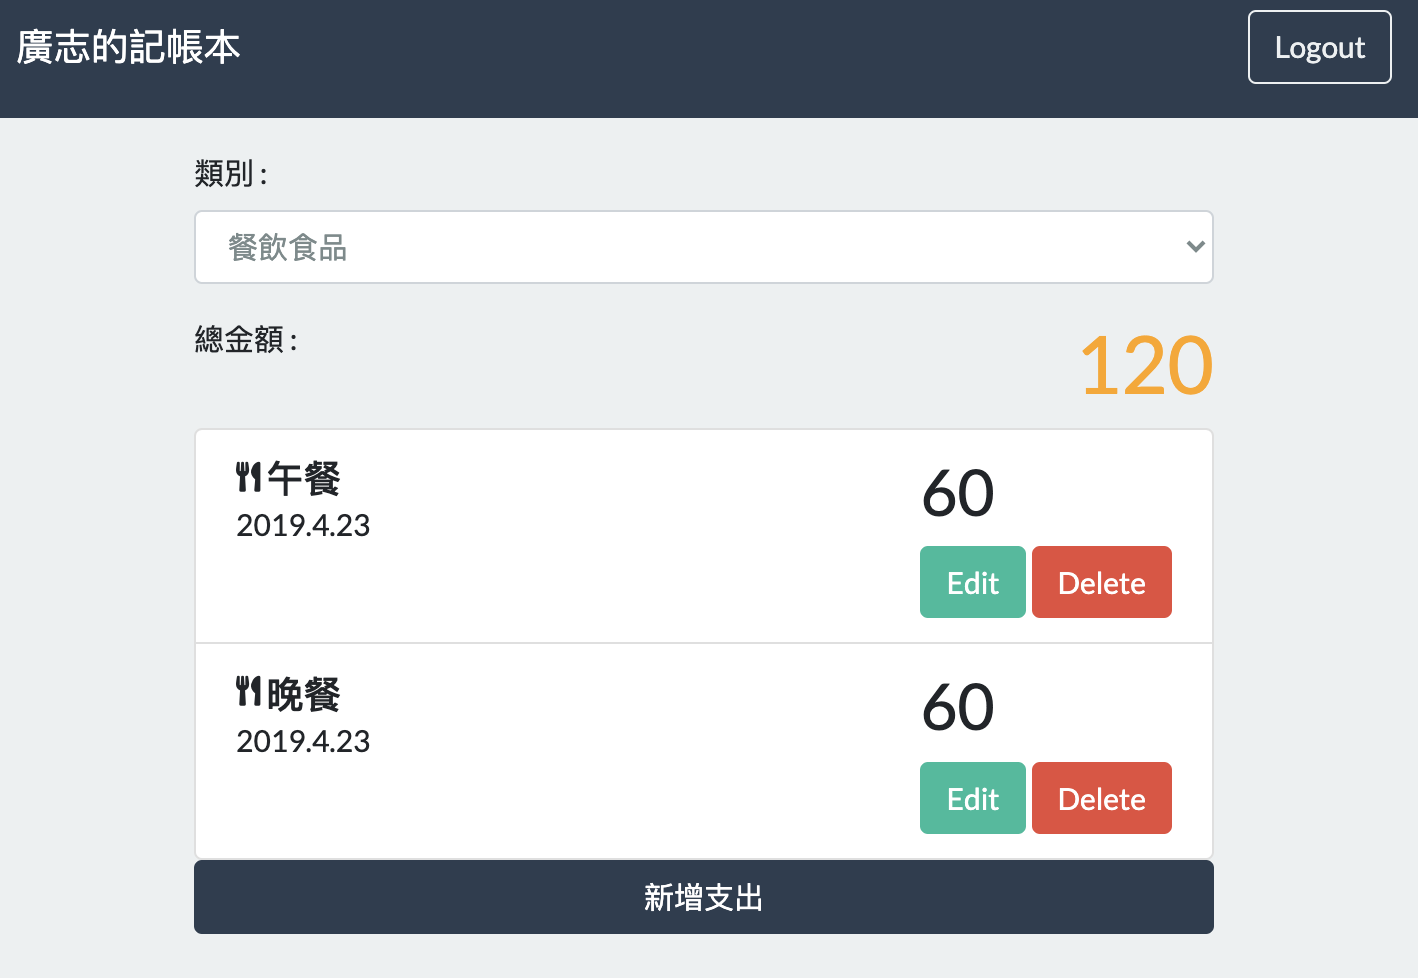 廣志的記帳本
Logout
類別 :
餐飲食品
總金額 :
120
午餐
60
2019.4.23
Edit
Delete
晚餐
60
2019.4.23
Edit
Delete
新增支出